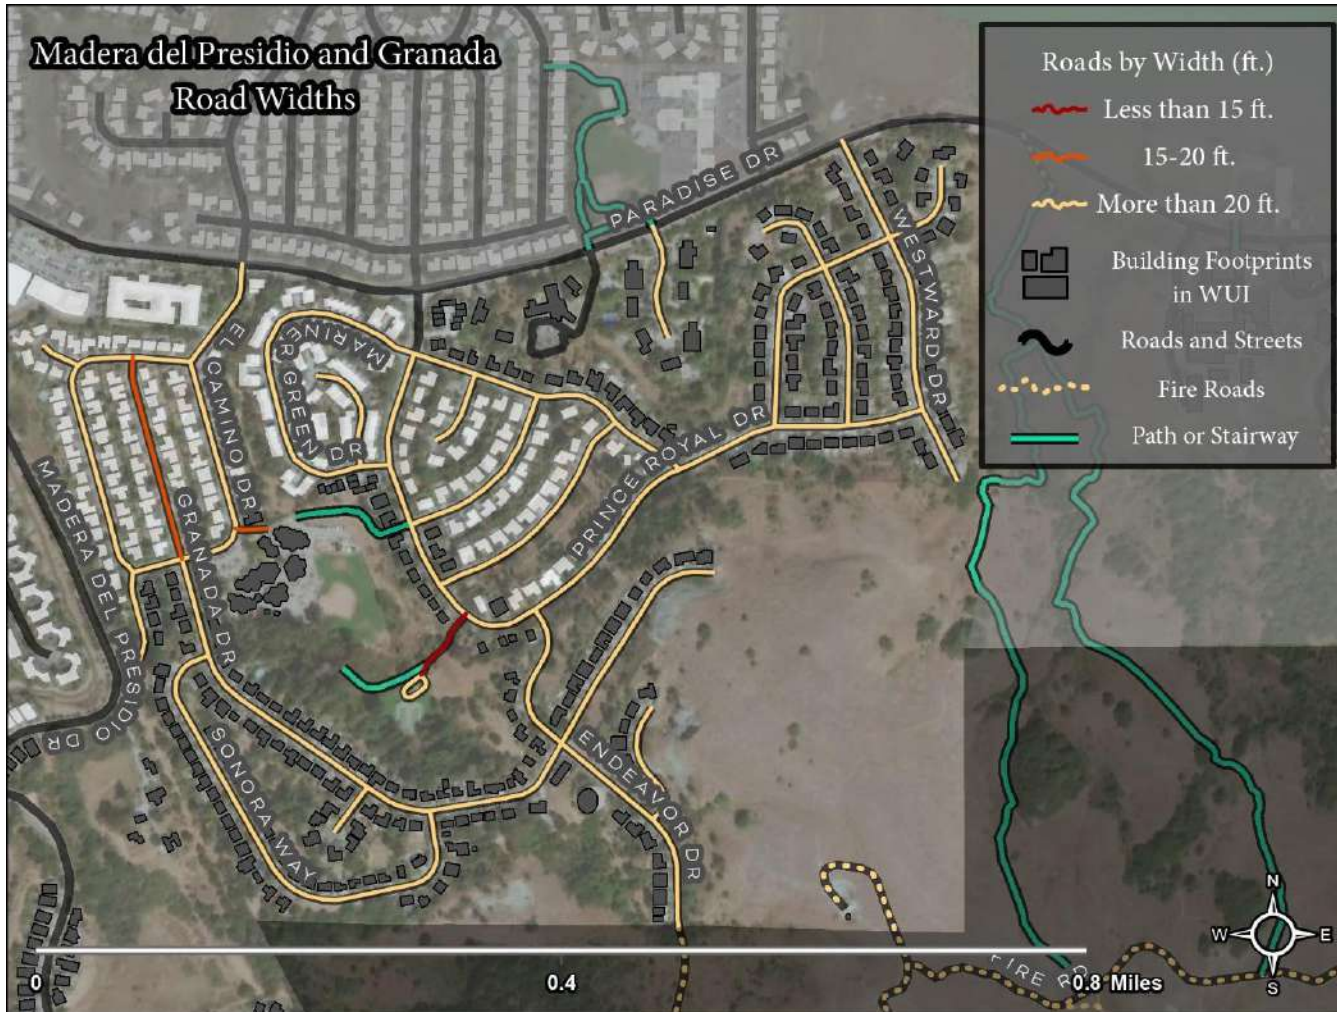 Madera del Presidio and Granada
Road Widths
Roads by Width (ft.)
Less than 15 ft.
15-20 ft.
More than 20 ft.
Building Footprints
in WUI
Roads and Streets
Fire Roads
Path or Stairway
PARADISE DR
WESTWARD DR
EL CAMINO DR
MARINER GREEN DR
PRINCE ROYAL DR
MADERA DEL PRESIDIO DR
GRANADA DR
SONORA WAY
ENDEAVOR DR
FIRE RD
N
W
E
S
0
0.4
0.8 Miles